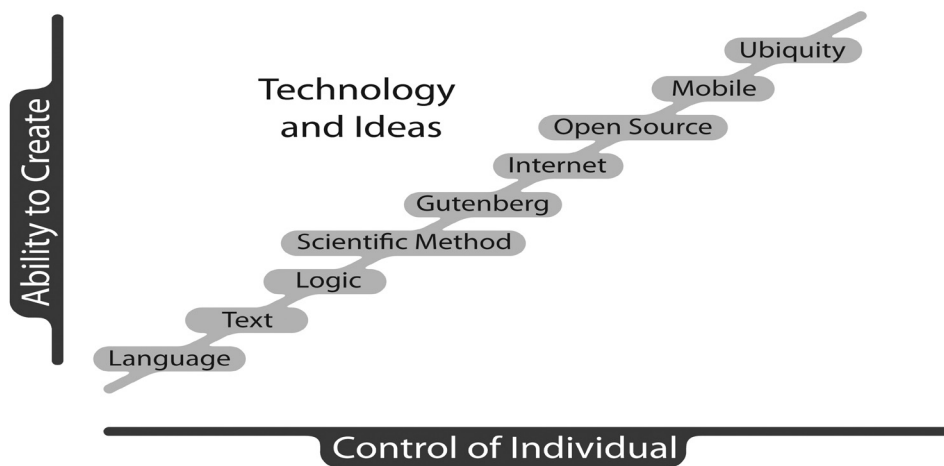 Technology
and Ideas
Ubiquity
Mobile
Open Source
Internet
Gutenberg
Scientific Method
Logic
Text
Language
Ability to Create
Control of Individual